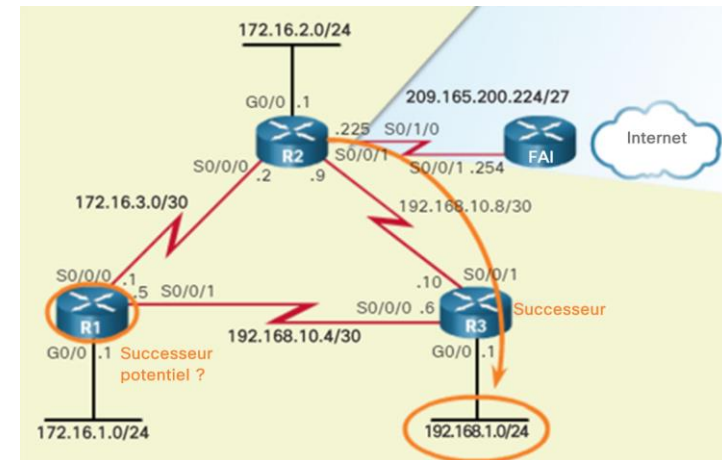 172.16.2.0/24
G0/0 .1
209.165.200.224/27
.225 S0/1/0
Internet
R2
S0/0/1
FAI
S0/0/0
.2
.9
S0/0/1 .254
172.16.3.0/30
192.168.10.8/30
S0/0/0 .1
.10
S0/0/1
.5 S0/0/1
S0/0/0 .6
Successeur
R1
R3
192.168.10.4/30
G0/0 .1
Successeur
potentiel ?
G0/0 .1
172.16.1.0/24
192.168.1.0/24